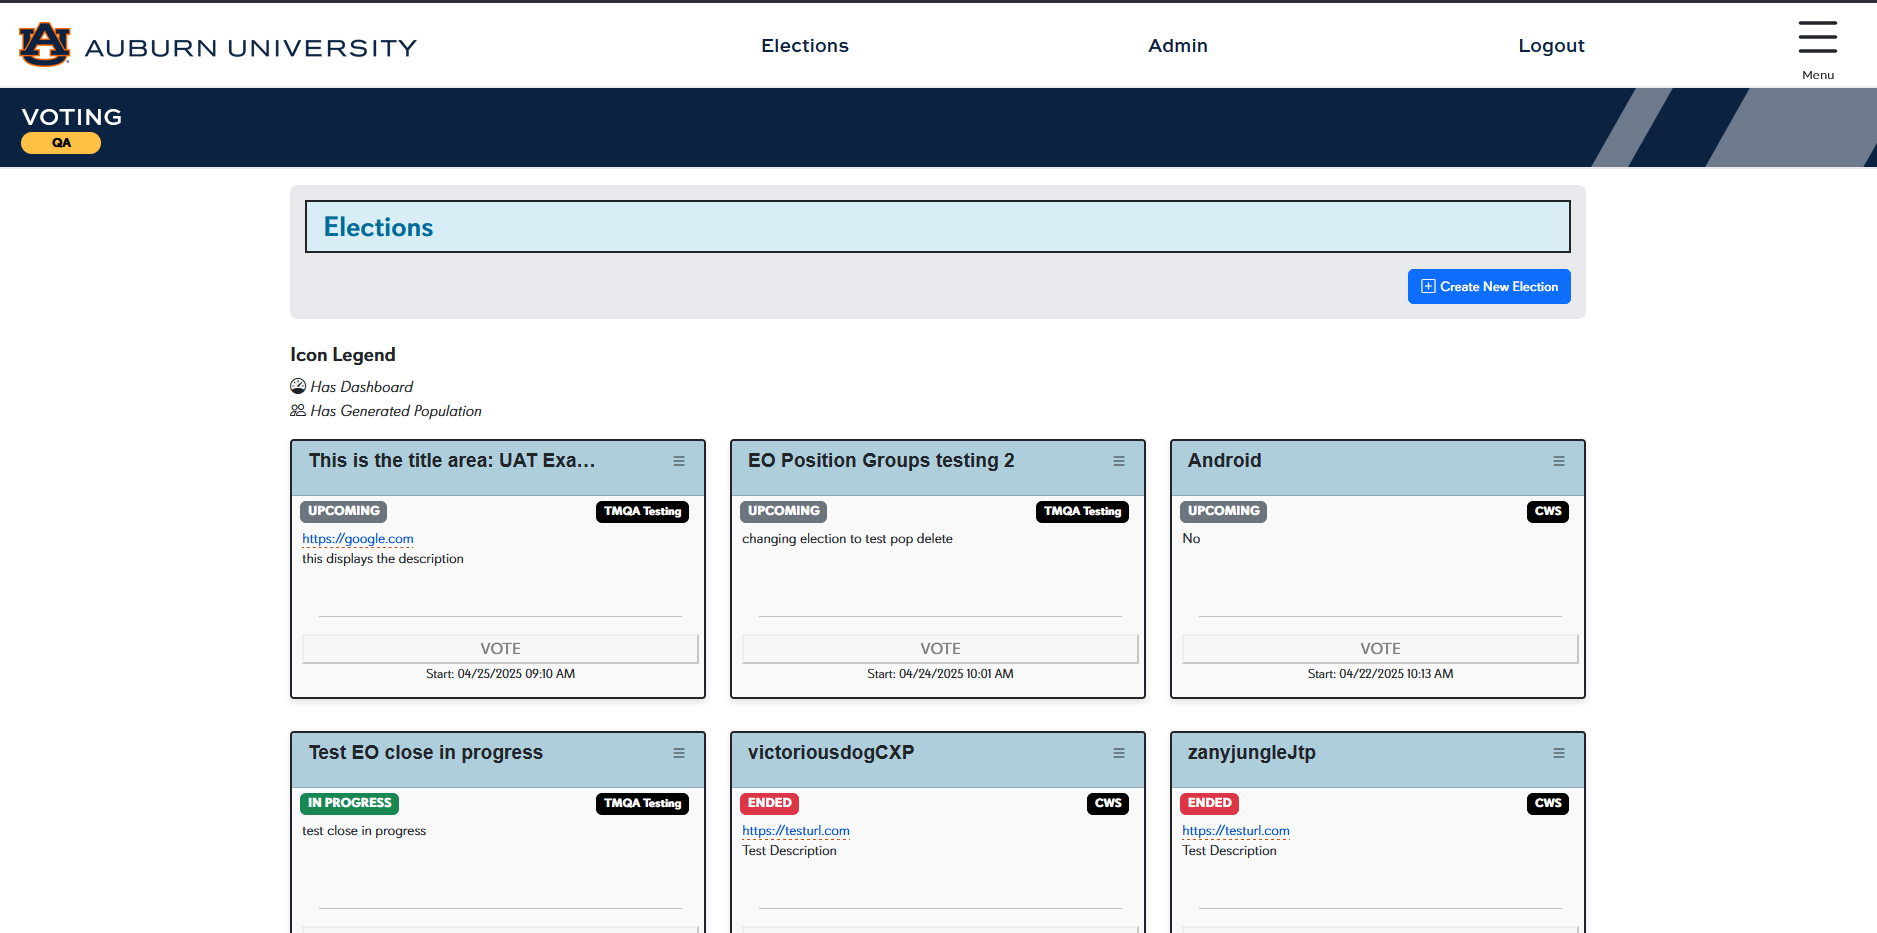 AUBURN UNIVERSITY
Elections
Admin
Logout
Menu
VOTING
QA
Elections
Create New Election
Icon Legend
Has Dashboard
Has Generated Population
This is the title area: UAT Exa...
UPCOMING
TMQA Testing
https://google.com
this displays the description
VOTE
Start: 04/25/2025 09:10 AM
EO Position Groups testing 2
UPCOMING
TMQA Testing
changing election to test pop delete
VOTE
Start: 04/24/2025 10:01 AM
Android
UPCOMING
CWS
No
VOTE
Start: 04/22/2025 10:13 AM
Test EO close in progress
IN PROGRESS
TMQA Testing
test close in progress
victoriousdogCXP
ENDED
CWS
https://testurl.com
Test Description
zanyjungleJtp
ENDED
CWS
https://testurl.com
Test Description